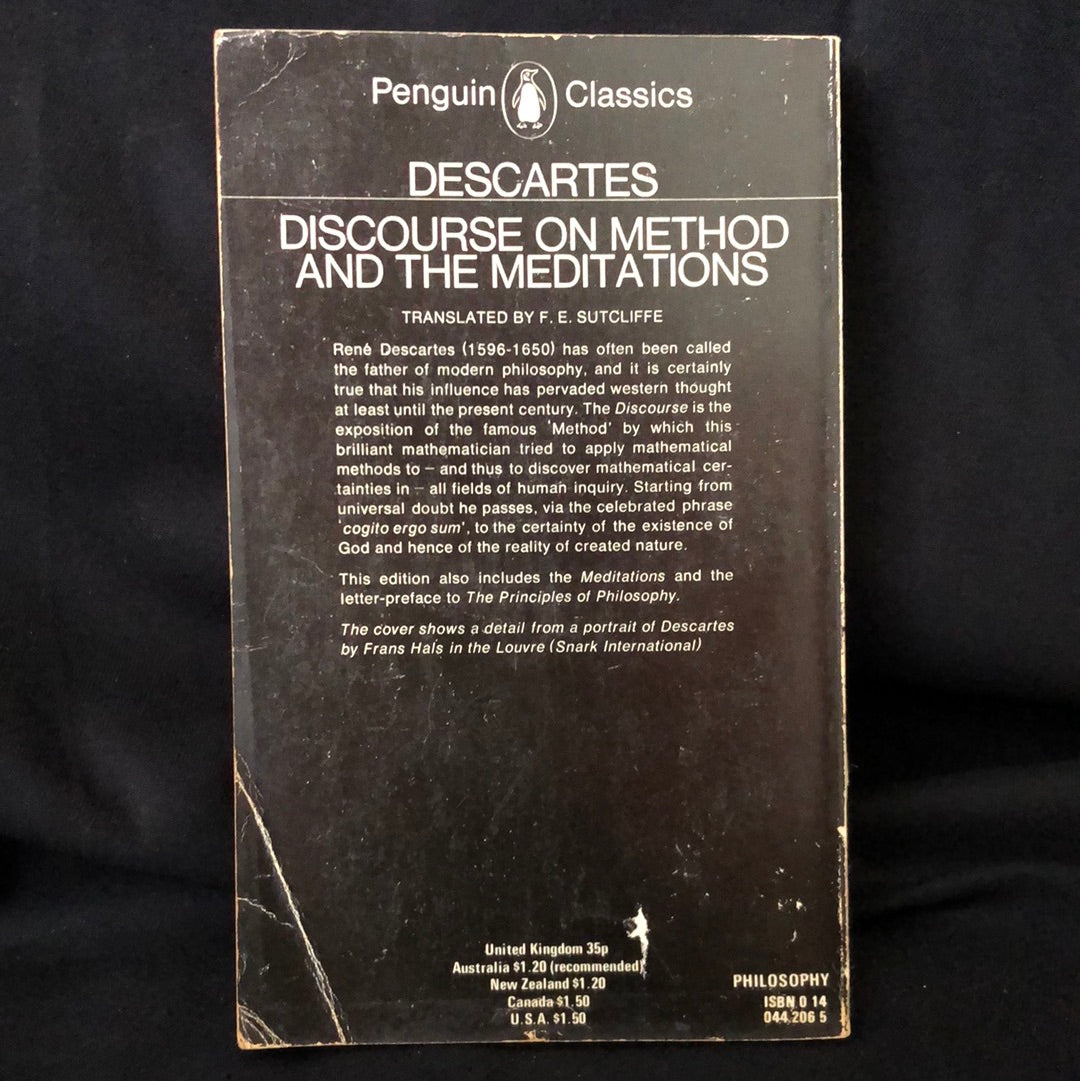 Penguin Classics
DESCARTES
DISCOURSE ON METHOD
AND THE MEDITATIONS
TRANSLATED BY F. E. SUTCLIFFE
René Descartes (1596-1650) has often been called
the father of modern philosophy, and it is certainly
true that his influence has pervaded western thought
at least until the present century. The Discourse is the
exposition of the famous 'Method' by which this
brilliant mathematician tried to apply mathematical
methods to – and thus to discover mathematical cer-
tainties in – all fields of human inquiry. Starting from
universal doubt he passes, via the celebrated phrase
'cogito ergo sum', to the certainty of the existence of
God and hence of the reality of created nature.
This edition also includes the Meditations and the
letter-preface to The Principles of Philosophy.
The cover shows a detail from a portrait of Descartes
by Frans Hals in the Louvre (Snark International)
United Kingdom 35p
Australia $1.20 (recommended)
New Zealand $1.20
Canada $1.50
U.S.A. $1.50
PHILOSOPHY
ISBN 0 14
044.206 5